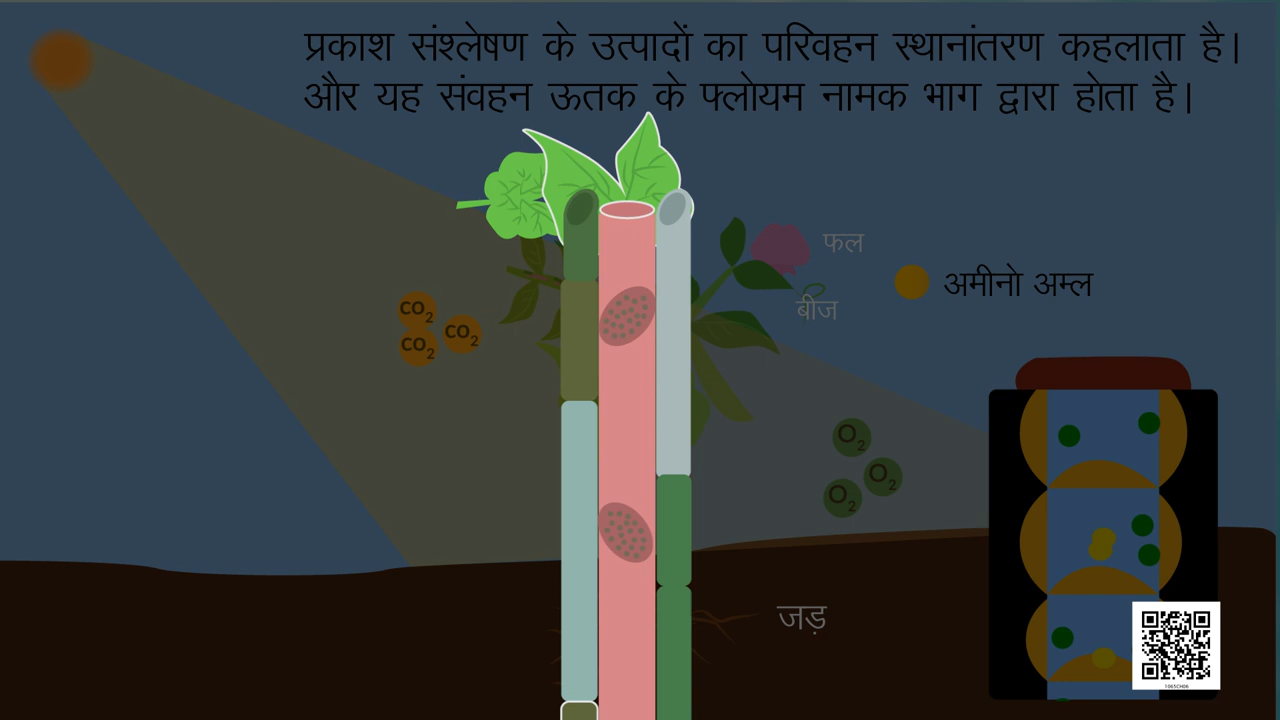 प्रकाश संश्लेषण के उत्पादों का परिवहन स्थानांतरण कहलाता है।
और यह संवहन ऊतक के फ्लोयम नामक भाग द्वारा होता है।
फल
अमीनो अम्ल
बीज
CO2
CO2
CO2
O2
O2
O2
जड़
1065CH06